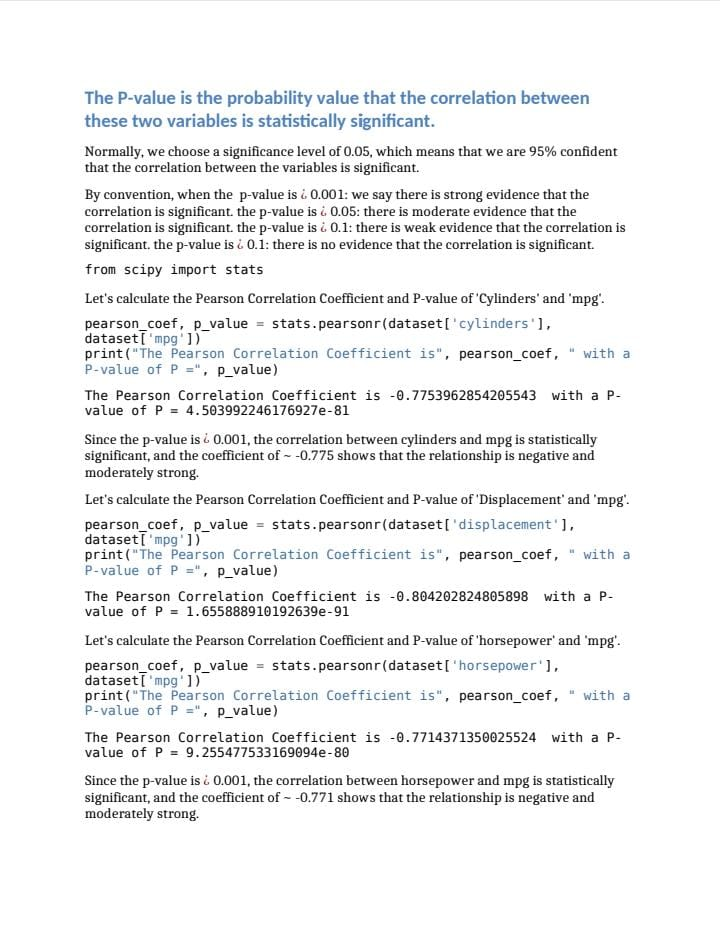 The P-value is the probability value that the correlation between
these two variables is statistically significant.
Normally, we choose a significance level of 0.05, which means that we are 95% confident
that the correlation between the variables is significant.
By convention, when the  p-value is ¿ 0.001: we say there is strong evidence that the
correlation is significant. the p-value is ¿ 0.05: there is moderate evidence that the
correlation is significant. the p-value is ¿ 0.1: there is weak evidence that the correlation is
significant. the p-value is ¿ 0.1: there is no evidence that the correlation is significant.
from scipy import stats
Let's calculate the Pearson Correlation Coefficient and P-value of 'Cylinders' and 'mpg'.
pearson_coef, p_value = stats.pearsonr(dataset['cylinders'],
dataset['mpg'])
print("The Pearson Correlation Coefficient is", pearson_coef, " with a
P-value of P =", p_value)
The Pearson Correlation Coefficient is -0.7753962854205543  with a P-
value of P = 4.503992246176927e-81
Since the p-value is ¿ 0.001, the correlation between cylinders and mpg is statistically
significant, and the coefficient of ~ -0.775 shows that the relationship is negative and
moderately strong.
Let's calculate the Pearson Correlation Coefficient and P-value of 'Displacement' and 'mpg'.
pearson_coef, p_value = stats.pearsonr(dataset['displacement'],
dataset['mpg'])
print("The Pearson Correlation Coefficient is", pearson_coef, " with a
P-value of P =", p_value)
The Pearson Correlation Coefficient is -0.804202824805898  with a P-
value of P = 1.655888910192639e-91
Let's calculate the Pearson Correlation Coefficient and P-value of 'horsepower' and 'mpg'.
pearson_coef, p_value = stats.pearsonr(dataset['horsepower'],
dataset['mpg'])
print("The Pearson Correlation Coefficient is", pearson_coef, " with a
P-value of P =", p_value)
The Pearson Correlation Coefficient is -0.7714371350025524  with a P-
value of P = 9.255477533169094e-80
Since the p-value is ¿ 0.001, the correlation between horsepower and mpg is statistically
significant, and the coefficient of ~ -0.771 shows that the relationship is negative and
moderately strong.